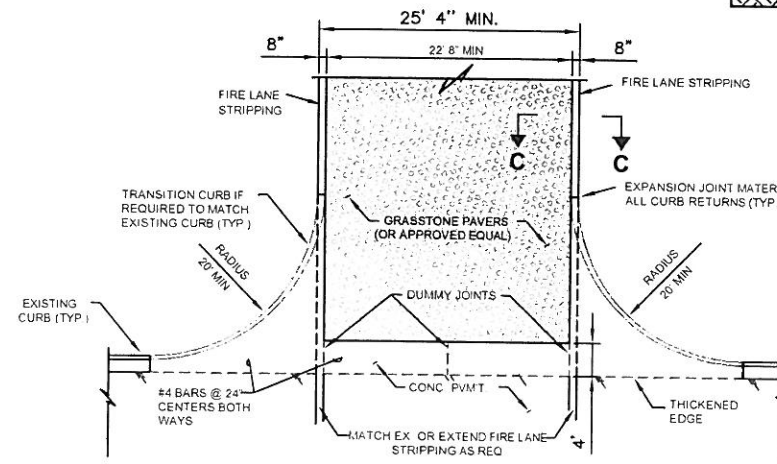 25' 4" MIN.
8"
22' 8" MIN
8"
FIRE LANE
STRIPPING
FIRE LANE STRIPPING
C
C
TRANSITION CURB IF
REQUIRED TO MATCH
EXISTING CURB (TYP.)
EXPANSION JOINT MATER
ALL CURB RETURNS (TYP
GRASSTONE PAVERS
(OR APPROVED EQUAL)
RADIUS
20' MIN
RADIUS
20' MIN
EXISTING
CURB (TYP.)
DUMMY JOINTS
#4 BARS @ 24"
CENTERS BOTH
WAYS
CONC. PVMT.
THICKENED
EDGE
4"
MATCH EX. OR EXTEND FIRE LANE
STRIPPING AS REQ